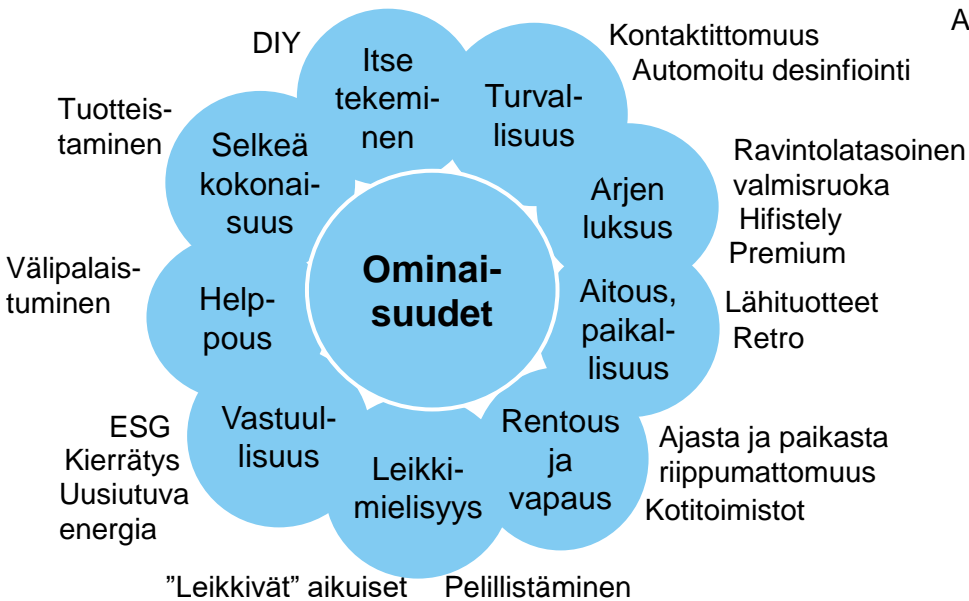 A
DIY
Itse
tekemi-
nen
Turval-
lisuus
Kontaktittomuus
Automoitu desinfiointi
Tuotteis-
taminen
Selkeä
kokonai-
suus
Arjen
luksus
Ravintolatasoinen
valmisruoka
Hifistely
Premium
Ominai-
suudet
Välipalais-
tuminen
Help-
pous
Aitous,
paikal-
lisuus
Lähituotteet
Retro
ESG
Kierrätys
Uusiutuva
energia
Vastuul-
lisuus
Leikki-
mielisyys
Rentous
ja
vapaus
Ajasta ja paikasta
riippumattomuus
Kotitoimistot
”Leikkivät” aikuiset
Pelillistäminen